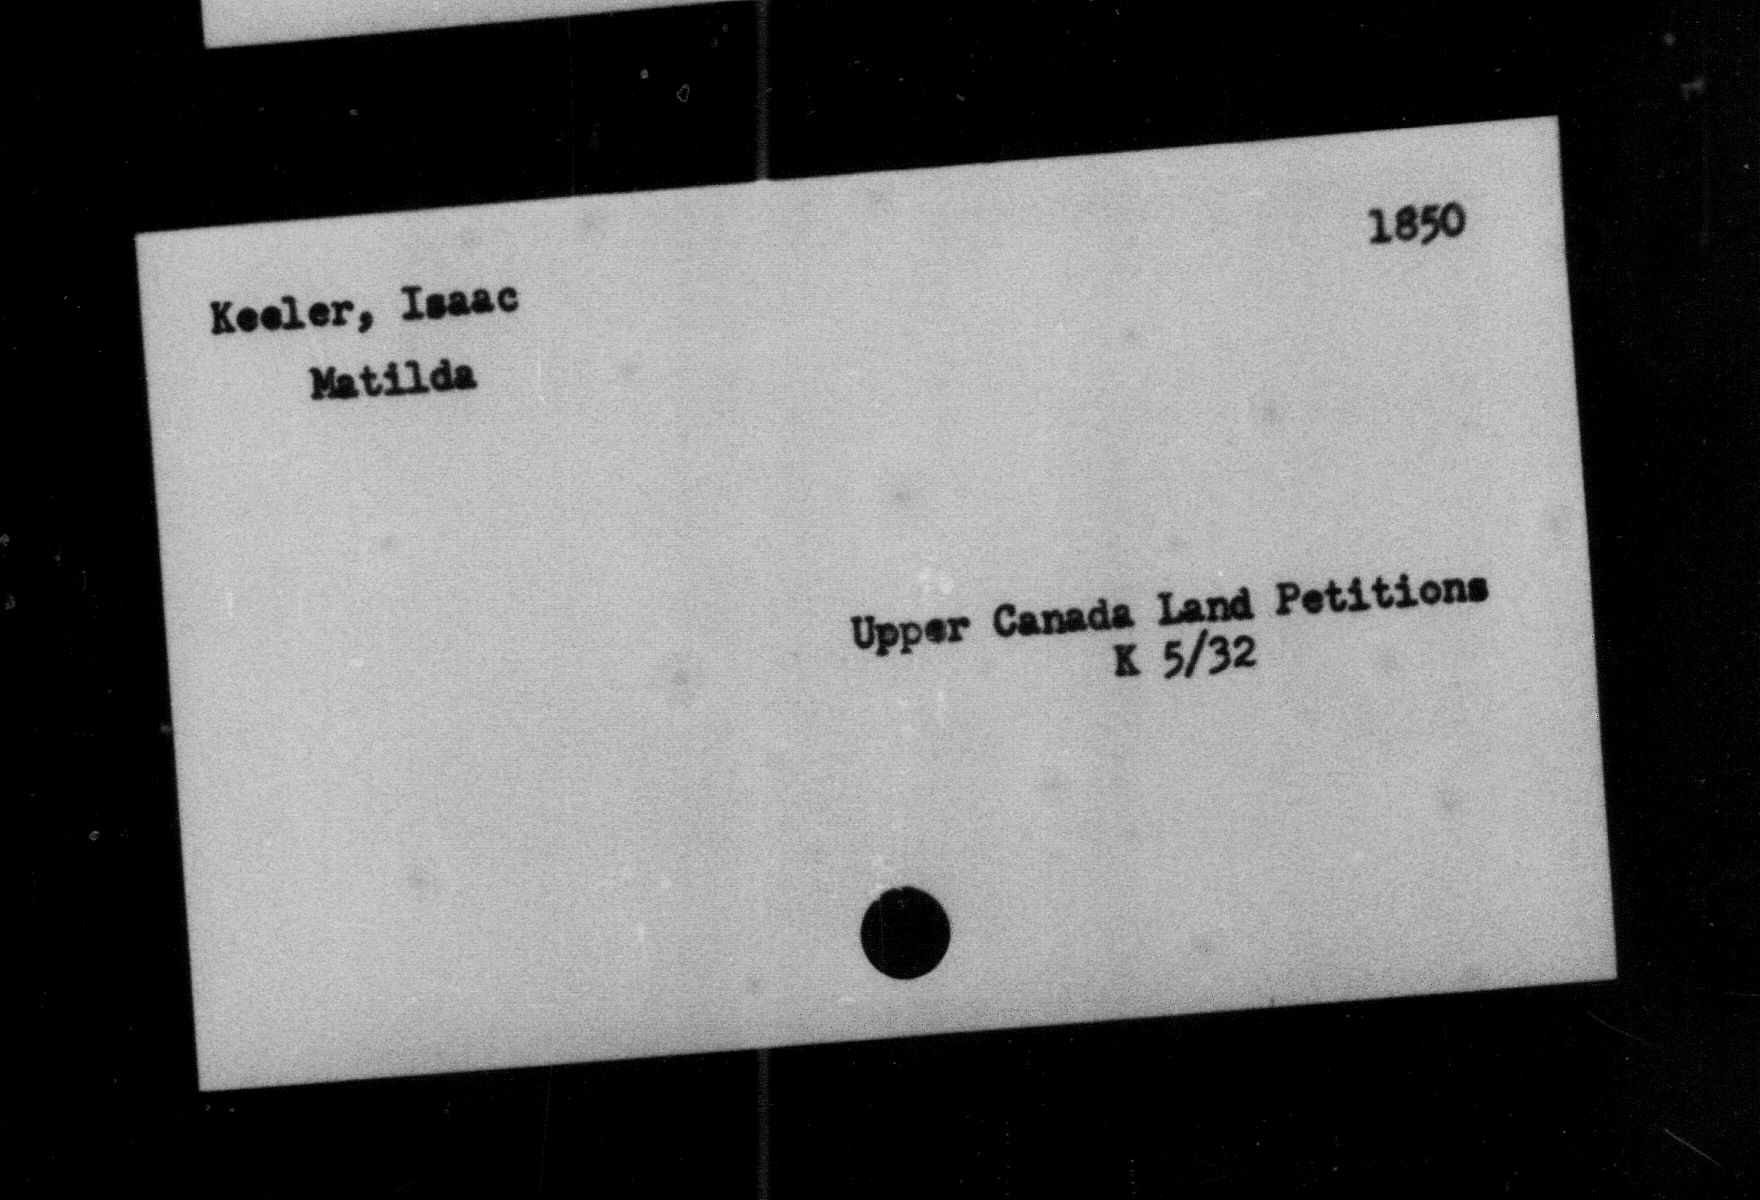 1850
Keeler, Isaac
Matilda
Upper Canada Land Petitions
K 5/32